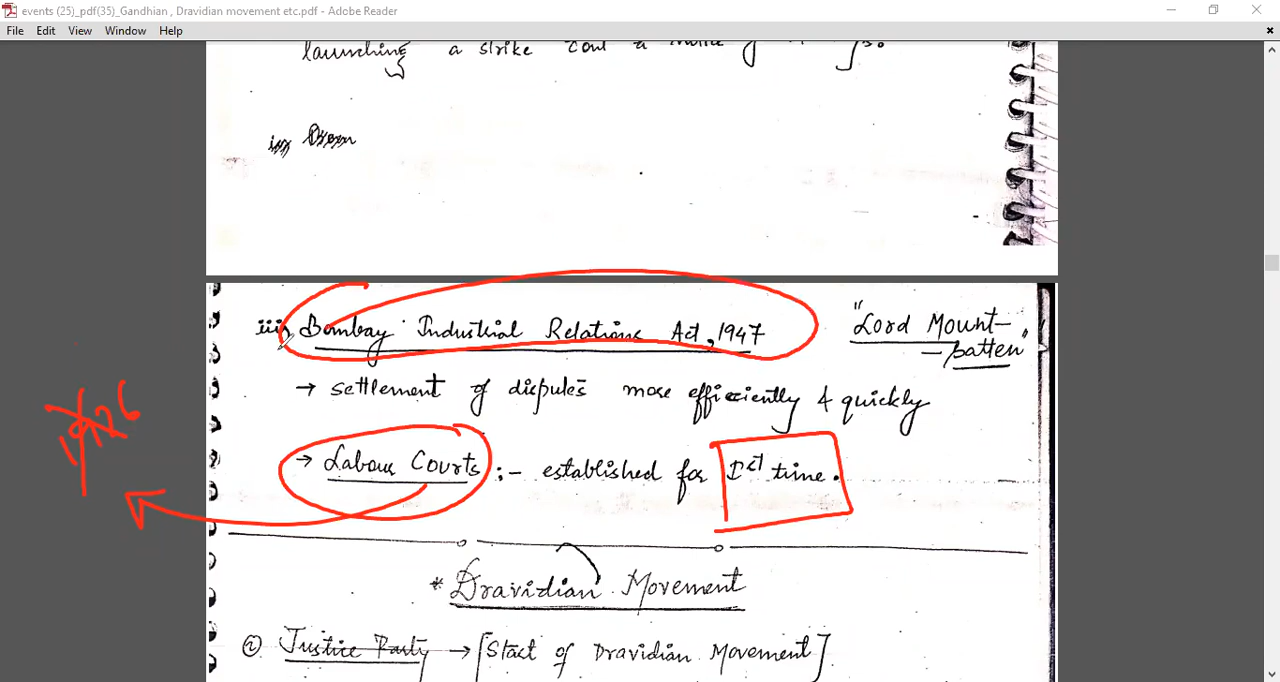 events (25)_pdf(35)_Gandhian , Dravidian movement etc.pdf - Adobe Reader
File Edit View Window Help
launching a strike
iii) Bombay Industrial Relations Act, 1947
"Lord Mount-
-batten"
→ settlement of disputes more efficiently & quickly
→ Labour Courts :- established for Ist time.
1926
* Dravidian Movement
Justice Party → [Start of Dravidian Movement]